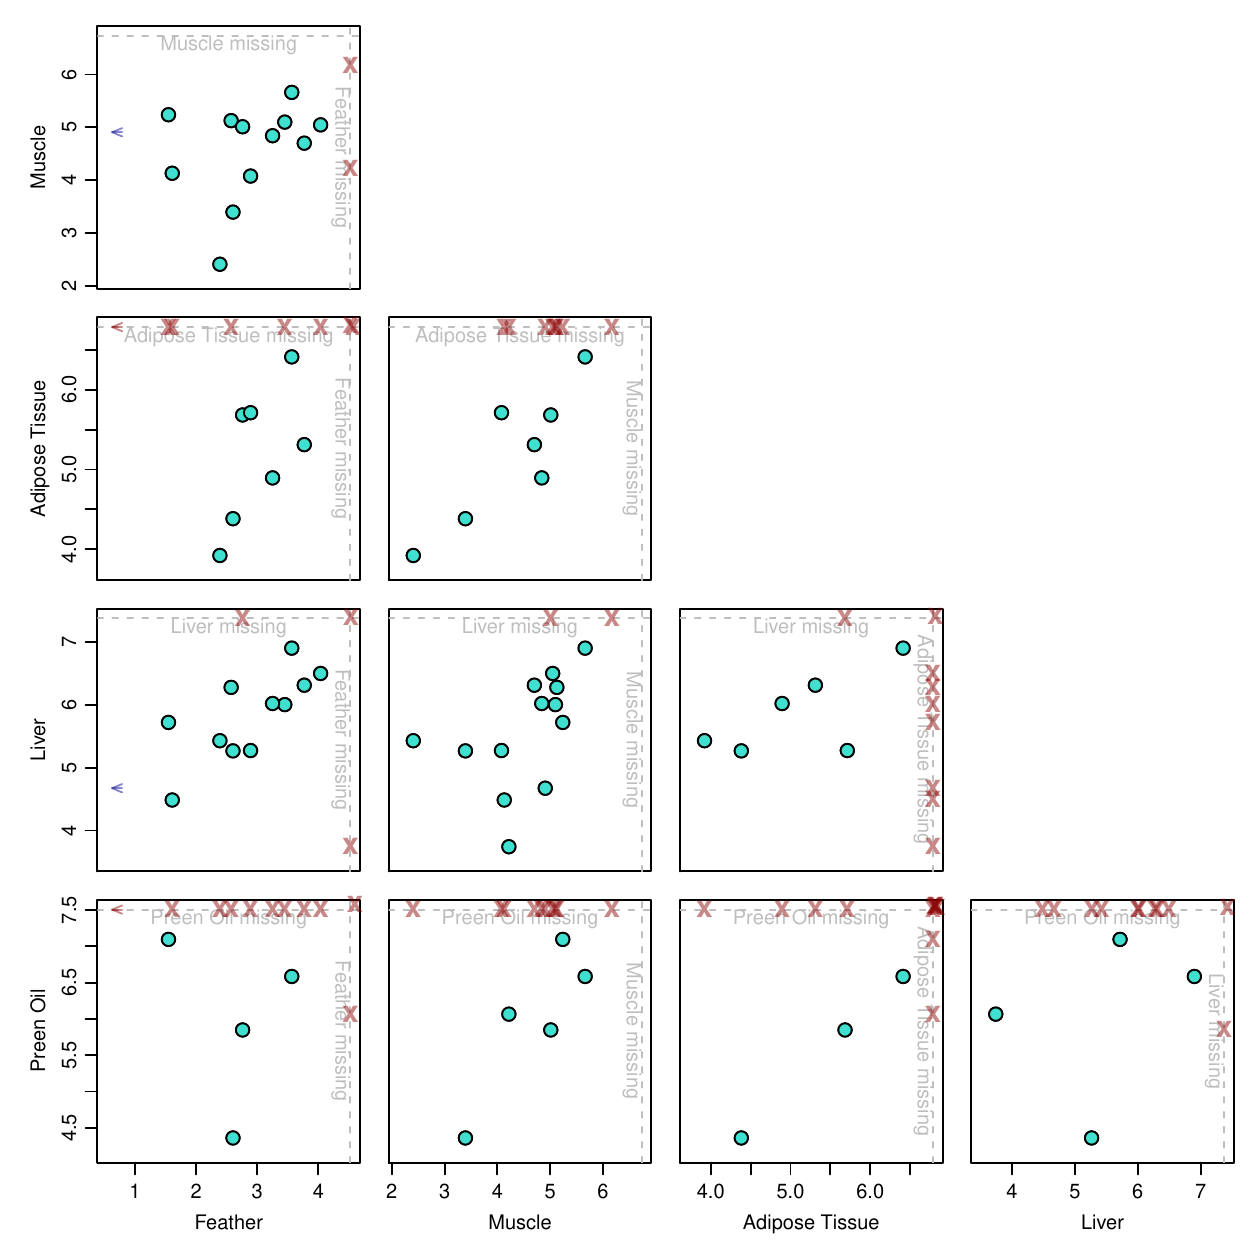 Muscle missing
Feather missing
Muscle
6
5
4
3
2
Adipose Tissue missing
Feather missing
Adipose Tissue missing
Muscle missing
Adipose Tissue
6.0
5.0
4.0
Liver missing
Feather missing
Liver missing
Muscle missing
Liver missing
Adipose Tissue missing
Liver
7
6
5
4
Preen Oil missing
Feather missing
Preen Oil missing
Muscle missing
Preen Oil missing
Adipose Tissue missing
Preen Oil missing
Liver missing
Preen Oil
7.5
6.5
5.5
4.5
1 2 3 4
2 3 4 5 6
4.0 5.0 6.0
4 5 6 7
Feather
Muscle
Adipose Tissue
Liver